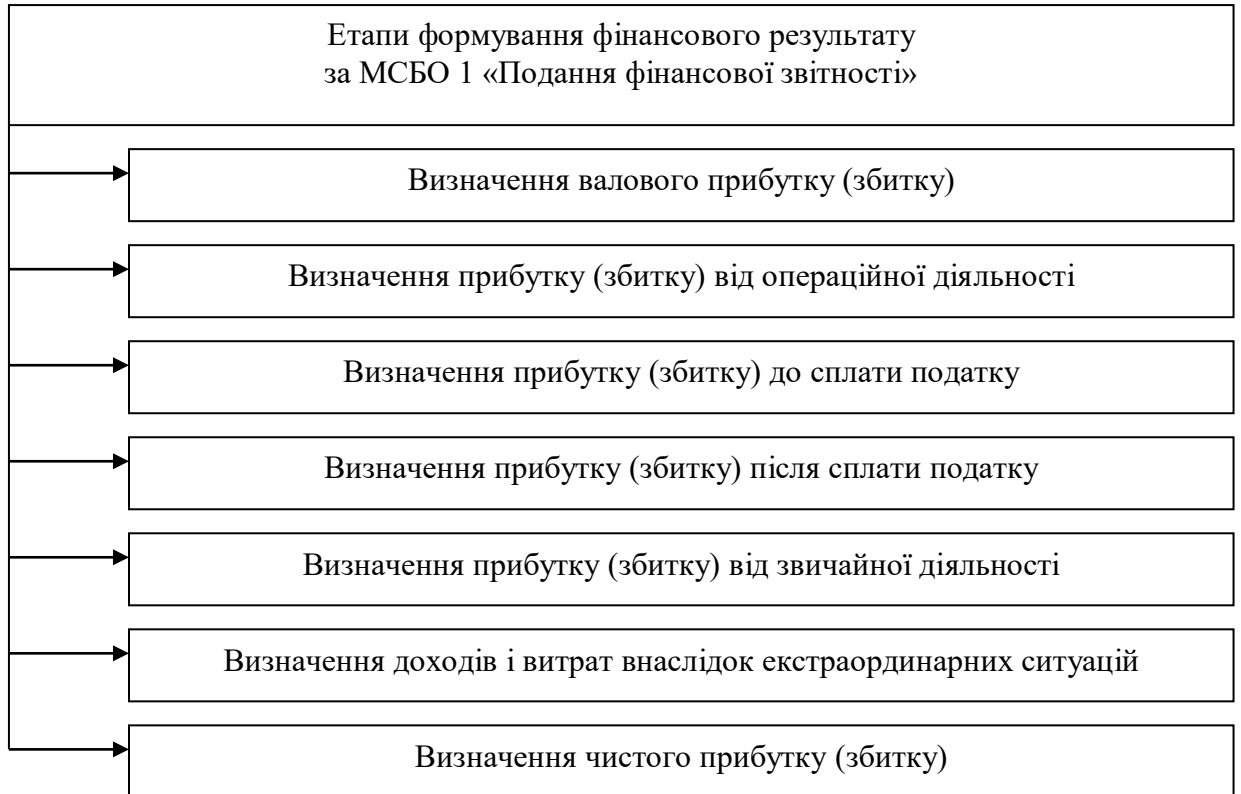 Етапи формування фінансового результату
за МСБО 1 «Подання фінансової звітності»
Визначення валового прибутку (збитку)
Визначення прибутку (збитку) від операційної діяльності
Визначення прибутку (збитку) до сплати податку
Визначення прибутку (збитку) після сплати податку
Визначення прибутку (збитку) від звичайної діяльності
Визначення доходів і витрат внаслідок екстраординарних ситуацій
Визначення чистого прибутку (збитку)